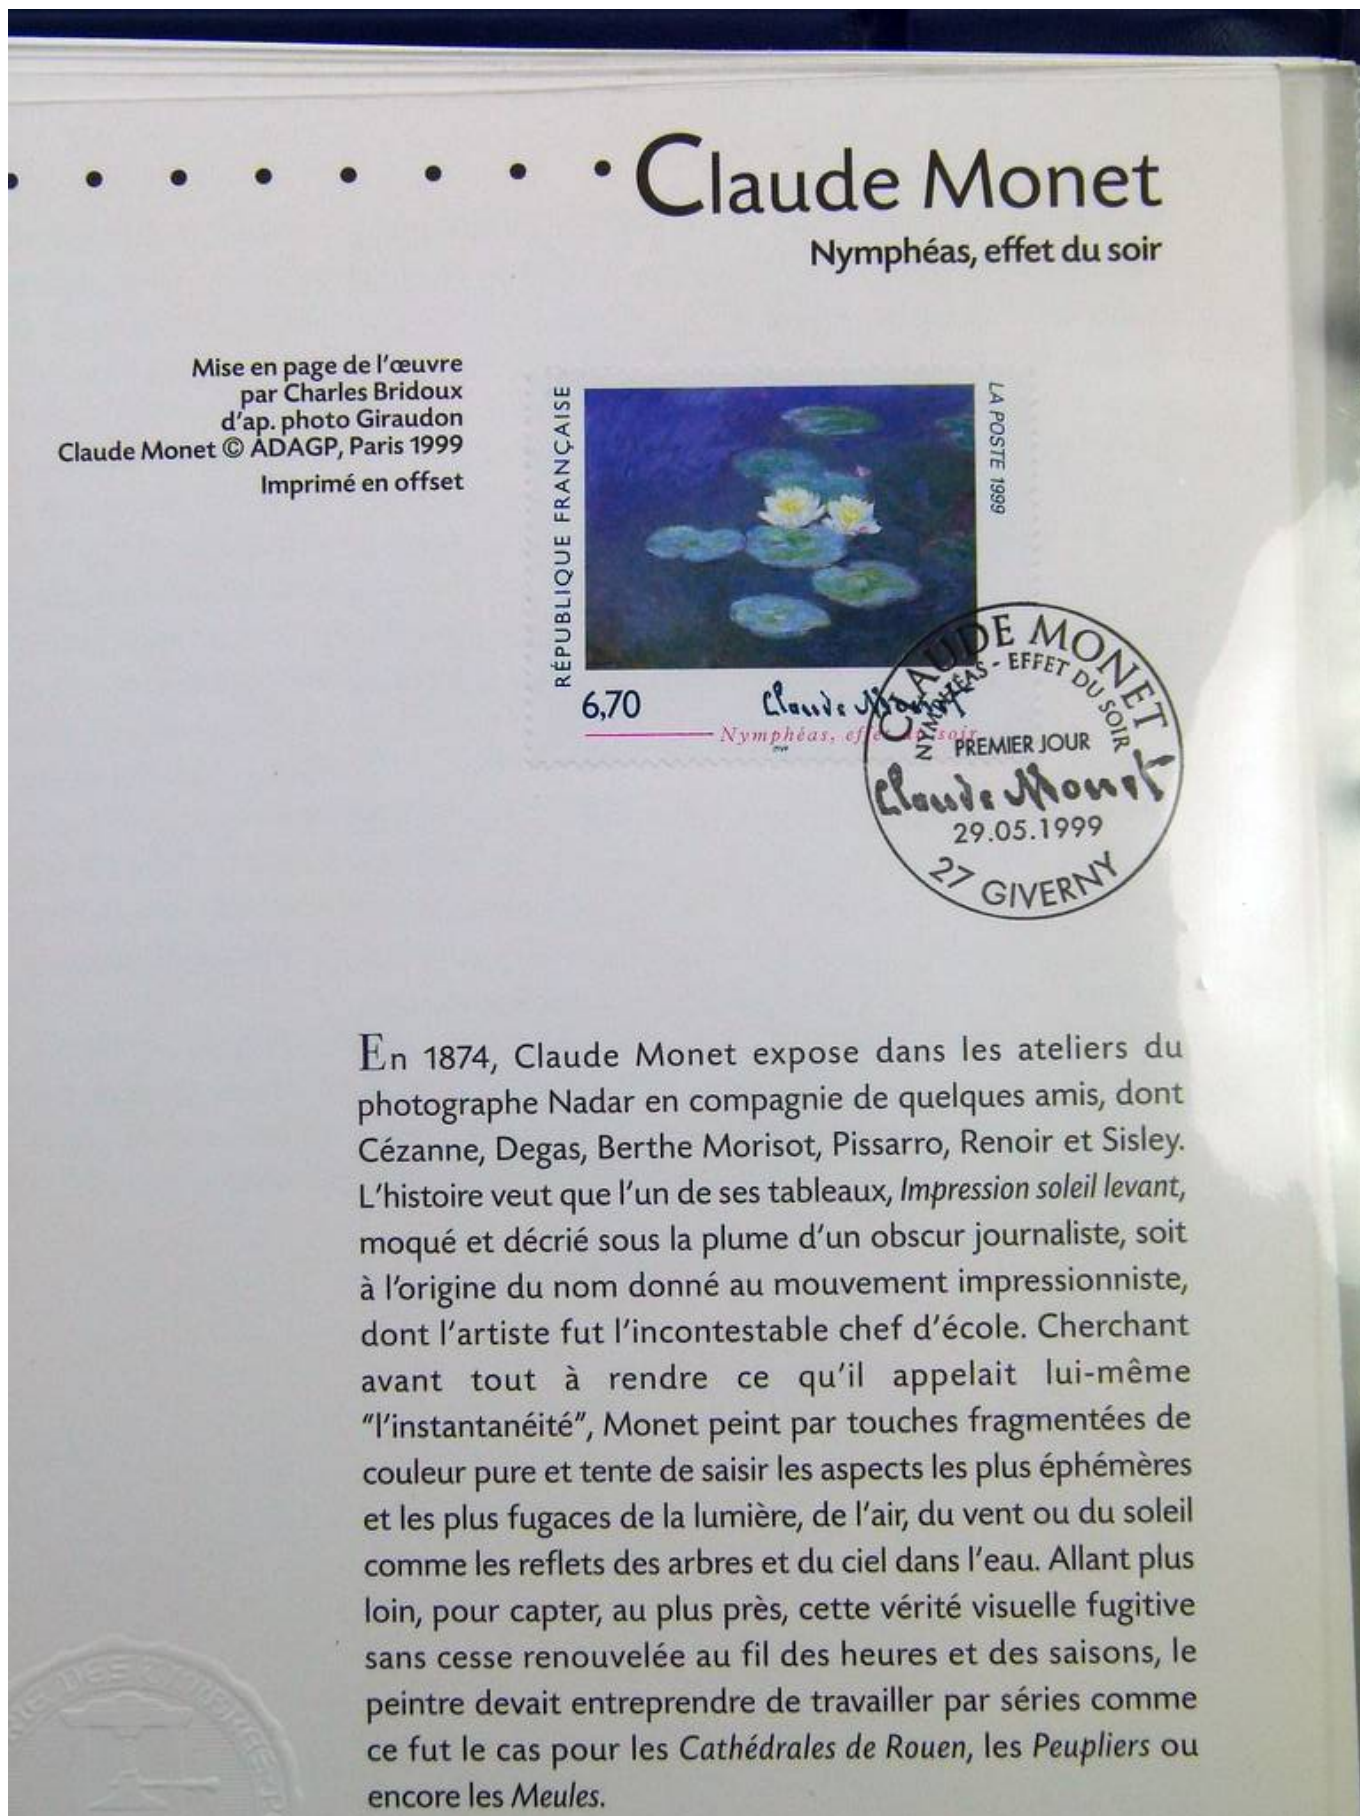 Claude Monet
Nymphéas, effet du soir
Mise en page de l'œuvre
par Charles Bridoux
d'ap. photo Giraudon
Claude Monet © ADAGP, Paris 1999
Imprimé en offset
RÉPUBLIQUE FRANÇAISE
LA POSTE 1999
6,70
Claude Monet
Nymphéas, effet du soir
CLAUDE MONET
NYMPHÉAS - EFFET DU SOIR
PREMIER JOUR
Claude Monet
29.05.1999
27 GIVERNY
En 1874, Claude Monet expose dans les ateliers du
photographe Nadar en compagnie de quelques amis, dont
Cézanne, Degas, Berthe Morisot, Pissarro, Renoir et Sisley.
L'histoire veut que l'un de ses tableaux, Impression soleil levant,
moqué et décrié sous la plume d'un obscur journaliste, soit
à l'origine du nom donné au mouvement impressionniste,
dont l'artiste fut l'incontestable chef d'école. Cherchant
avant tout à rendre ce qu'il appelait lui-même
"l'instantanéité", Monet peint par touches fragmentées de
couleur pure et tente de saisir les aspects les plus éphémères
et les plus fugaces de la lumière, de l'air, du vent ou du soleil
comme les reflets des arbres et du ciel dans l'eau. Allant plus
loin, pour capter, au plus près, cette vérité visuelle fugitive
sans cesse renouvelée au fil des heures et des saisons, le
peintre devait entreprendre de travailler par séries comme
ce fut le cas pour les Cathédrales de Rouen, les Peupliers ou
encore les Meules.